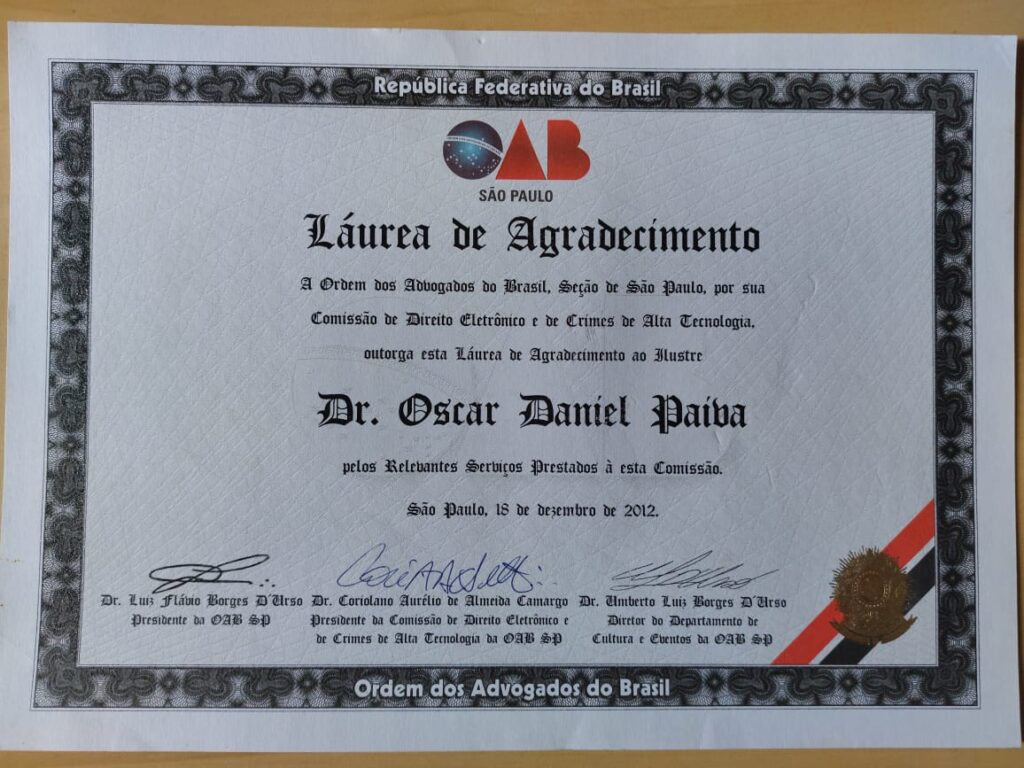 República Federativa do Brasil
OAB
SÃO PAULO
Láurea de Agradecimento
A Ordem dos Advogados do Brasil, Seção de São Paulo, por sua
Comissão de Direito Eletrônico e de Crimes de Alta Tecnologia,
outorga esta Láurea de Agradecimento ao Ilustre
Dr. Oscar Daniel Paiva
pelos Relevantes Serviços Prestados à esta Comissão.
São Paulo, 18 de dezembro de 2012.
Dr. Luiz Flávio Borges D'Urso
Presidente da OAB SP
Dr. Coriolano Aurélio de Almeida Camargo
Presidente da Comissão de Direito Eletrônico e
de Crimes de Alta Tecnologia da OAB SP
Dr. Umberto Luiz Borges D'Urso
Diretor do Departamento de
Cultura e Eventos da OAB SP
Ordem dos Advogados do Brasil